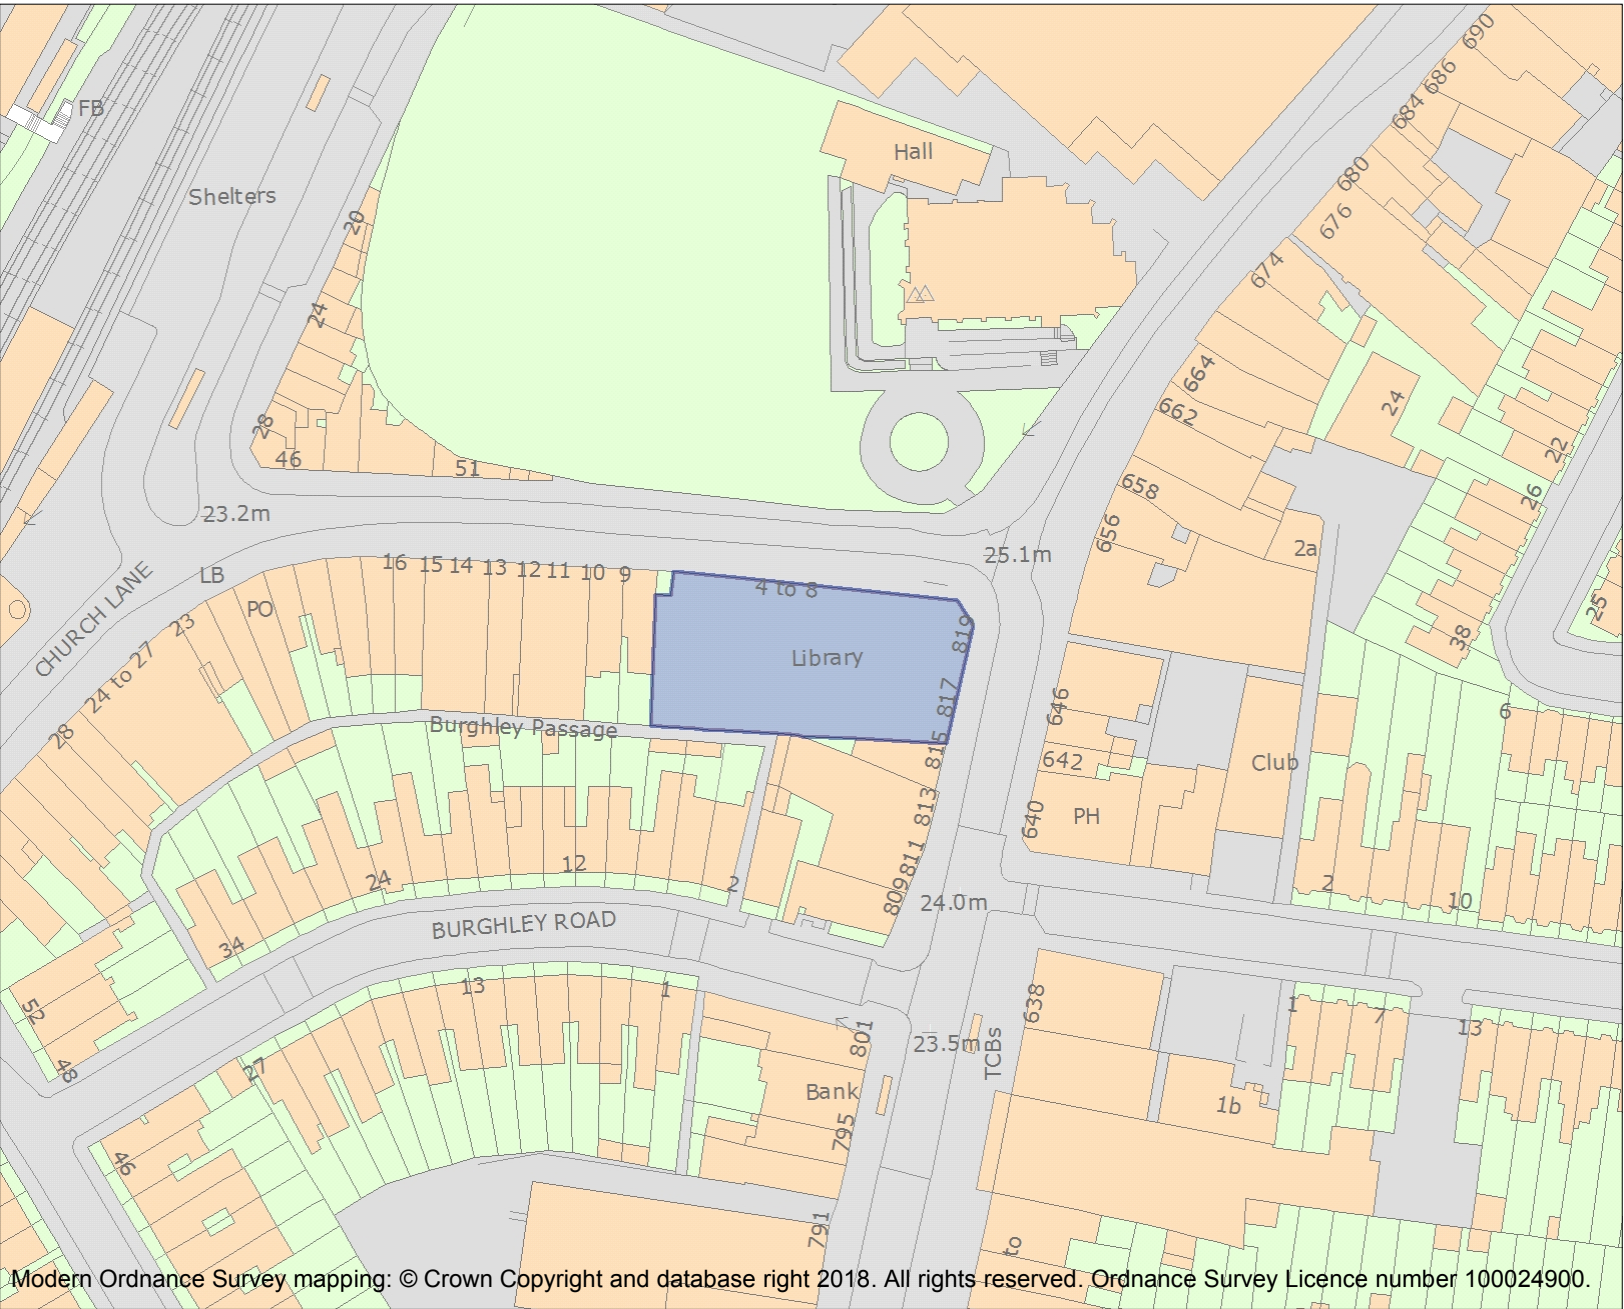 690
686
684
FB
Hall
680
Shelters
20
676
674
24
664
24
662
28
46
51
22
658
26
23.2m
656
25.1m
2a
16 15 14 13 12 11 10 9
LB
4 to 8
CHURCH LANE
PO
23
819
25
38
24 to 27
Library
817
646
6
28
Burghley Passage
815
642
Club
813
640
PH
811
12
24
2
2
809
24.0m
10
BURGHLEY ROAD
34
13
1
638
1
7
13
52
801
23.5m
TCBs
48
27
Bank
1b
795
46
791
to
Modern Ordnance Survey mapping: © Crown Copyright and database right 2018. All rights reserved. Ordnance Survey Licence number 100024900.